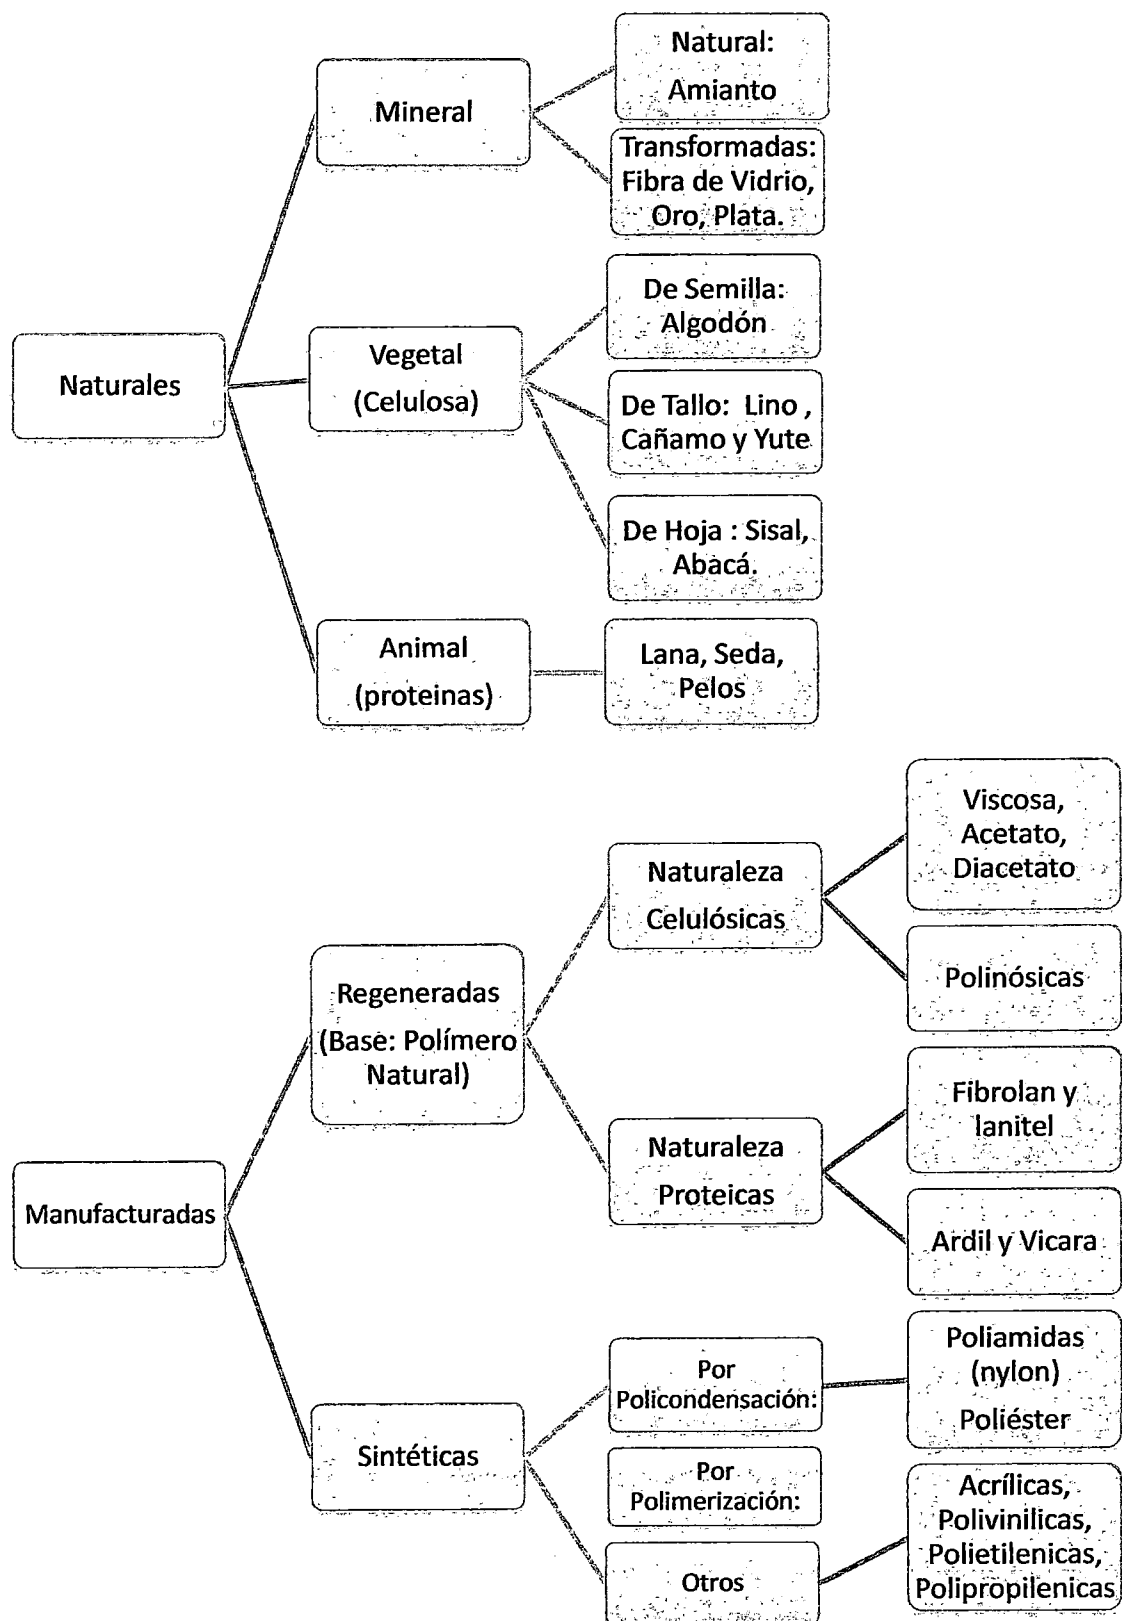 Naturales
Mineral
Natural:
Amianto
Transformadas:
Fibra de Vidrio,
Oro, Plata.
Vegetal
(Celulosa)
De Semilla:
Algodón
De Tallo: Lino ,
Cañamo y Yute
De Hoja : Sisal,
Abacá.
Animal
(proteinas)
Lana, Seda,
Pelos
Manufacturadas
Regeneradas
(Base: Polímero
Natural)
Naturaleza
Celulósicas
Viscosa,
Acetato,
Diacetato
Polinósicas
Naturaleza
Proteicas
Fibrolan y
lanitel
Ardil y Vicara
Sintéticas
Por
Policondensación:
Poliamidas
(nylon)
Poliéster
Por
Polimerización:
Otros
Acrílicas,
Polivinilicas,
Polietilenicas,
Polipropilenicas